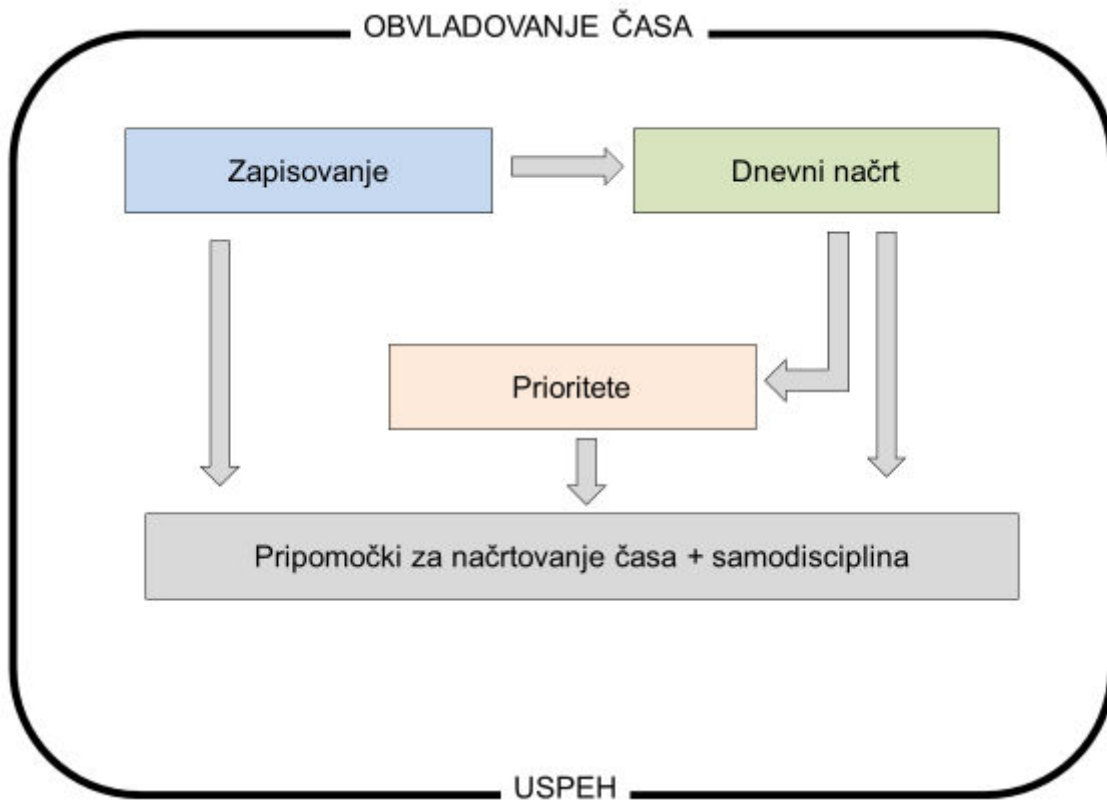 OBVLADOVANJE ČASA
Zapisovanje
Dnevni načrt
Prioritete
Pripomočki za načrtovanje časa + samodisciplina
USPEH